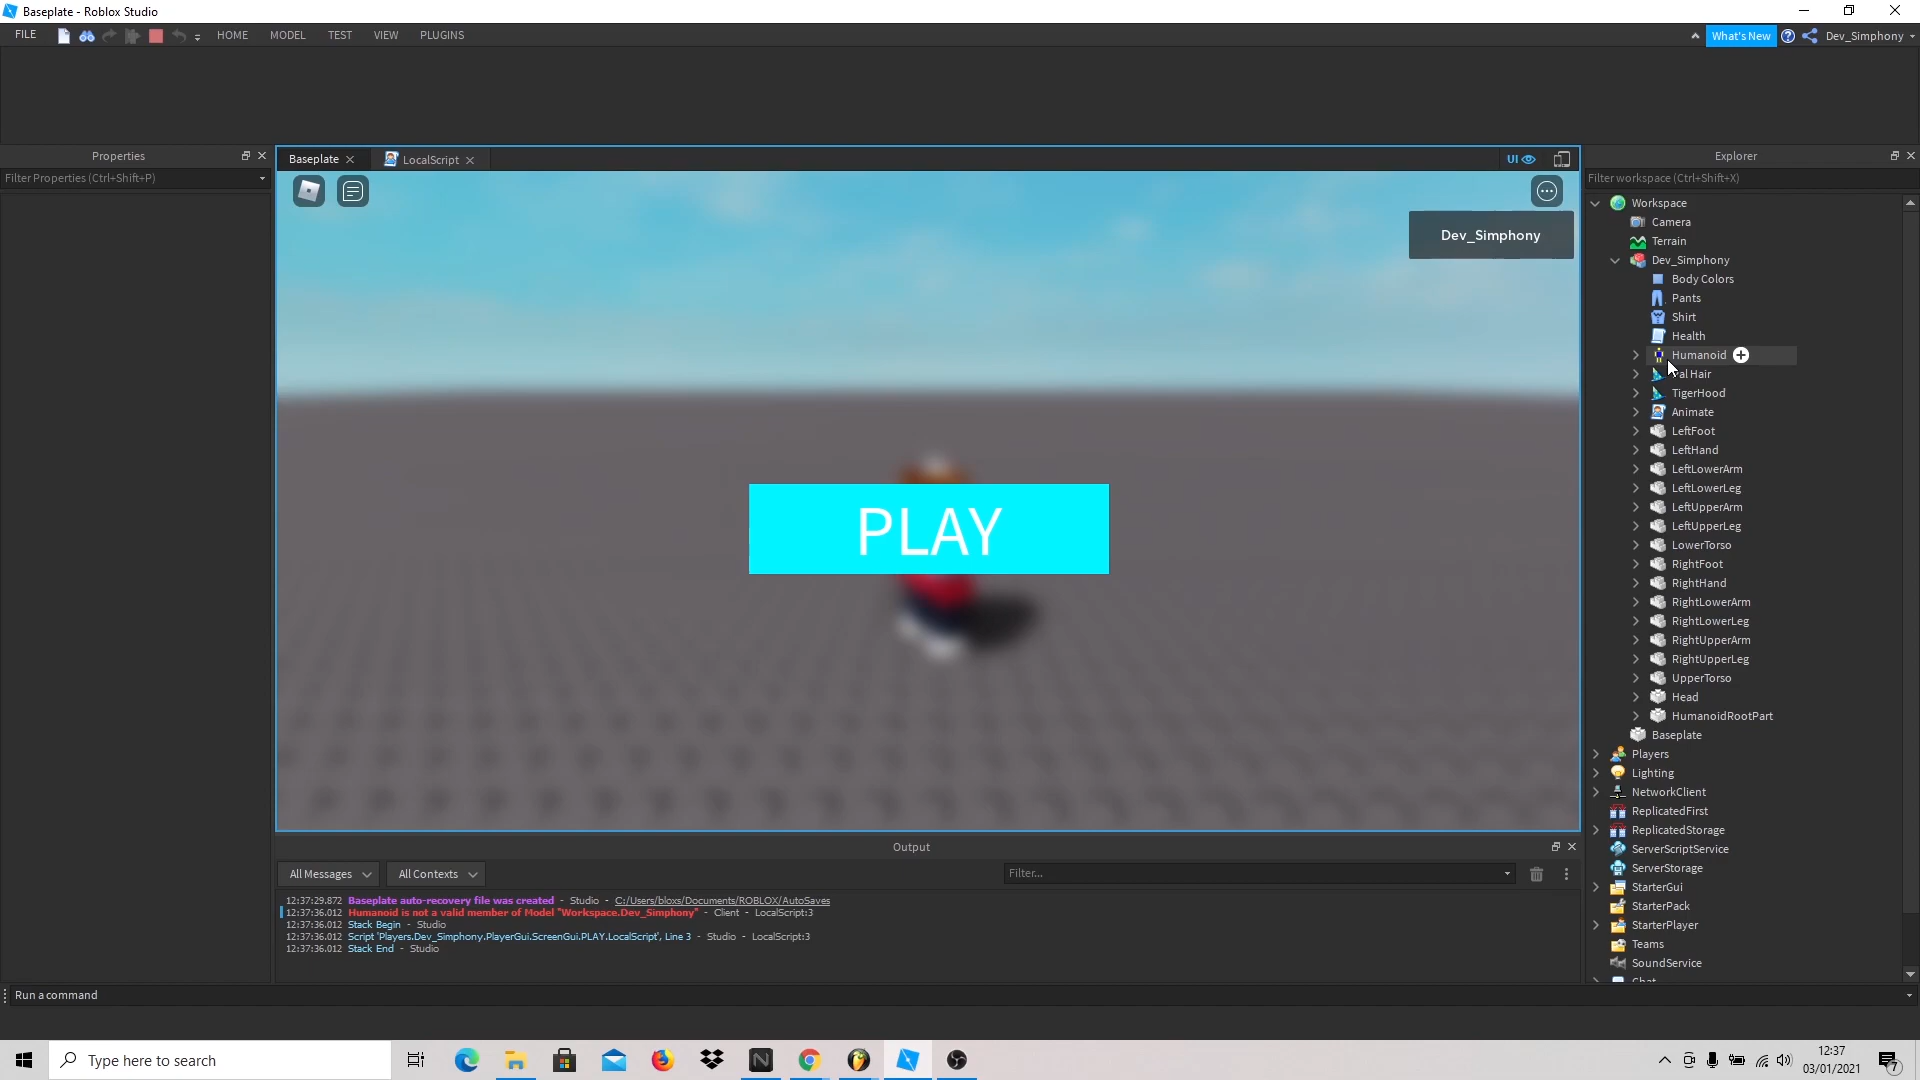 Baseplate - Roblox Studio
FILE HOME MODEL TEST VIEW PLUGINS What's New Dev_Simphony
Properties
Filter Properties (Ctrl+Shift+P)
Baseplate LocalScript UI
Dev_Simphony
PLAY
Explorer
Filter workspace (Ctrl+Shift+X)
Workspace
Camera
Terrain
Dev_Simphony
Body Colors
Pants
Shirt
Health
Humanoid
al Hair
TigerHood
Animate
LeftFoot
LeftHand
LeftLowerArm
LeftLowerLeg
LeftUpperArm
LeftUpperLeg
LowerTorso
RightFoot
RightHand
RightLowerArm
RightLowerLeg
RightUpperArm
RightUpperLeg
UpperTorso
Head
HumanoidRootPart
Baseplate
Players
Lighting
NetworkClient
ReplicatedFirst
ReplicatedStorage
ServerScriptService
ServerStorage
StarterGui
StarterPack
StarterPlayer
Teams
SoundService
Chat
Output
All Messages All Contexts Filter...
12:37:29.872 Baseplate auto-recovery file was created - Studio - C:/Users/bloxs/Documents/ROBLOX/AutoSaves
12:37:36.012 Humanoid is not a valid member of Model "Workspace.Dev_Simphony" - Client - LocalScript:3
12:37:36.012 Stack Begin - Studio
12:37:36.012 Script 'Players.Dev_Simphony.PlayerGui.ScreenGui.PLAY.LocalScript', Line 3 - Studio - LocalScript:3
12:37:36.012 Stack End - Studio
Run a command
Type here to search
12:37
03/01/2021
7